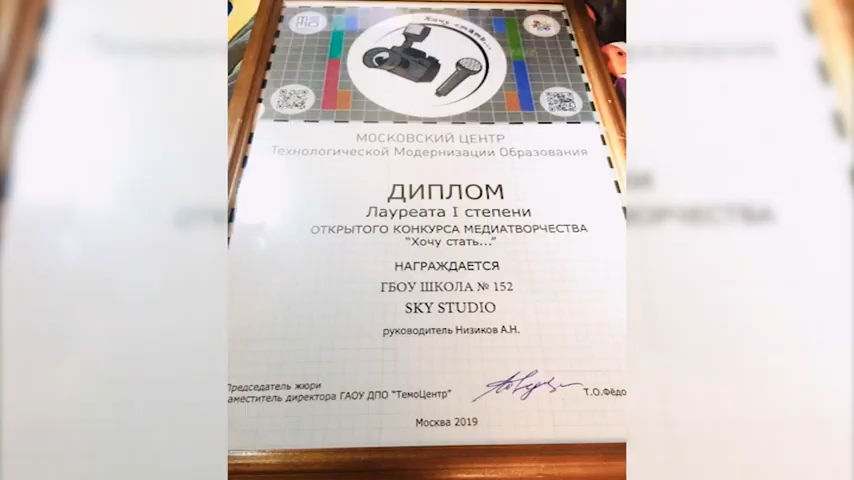 Хочу стать...
МОСКОВСКИЙ ЦЕНТР
Технологической Модернизации Образования
ДИПЛОМ
Лауреата I степени
ОТКРЫТОГО КОНКУРСА МЕДИАТВОРЧЕСТВА
"Хочу стать..."
НАГРАЖДАЕТСЯ
ГБОУ ШКОЛА № 152
SKY STUDIO
руководитель Низиков А.Н.
Председатель жюри
аместитель директора ГАОУ ДПО "ТемоЦентр"
Т.О.Фёдо
Москва 2019